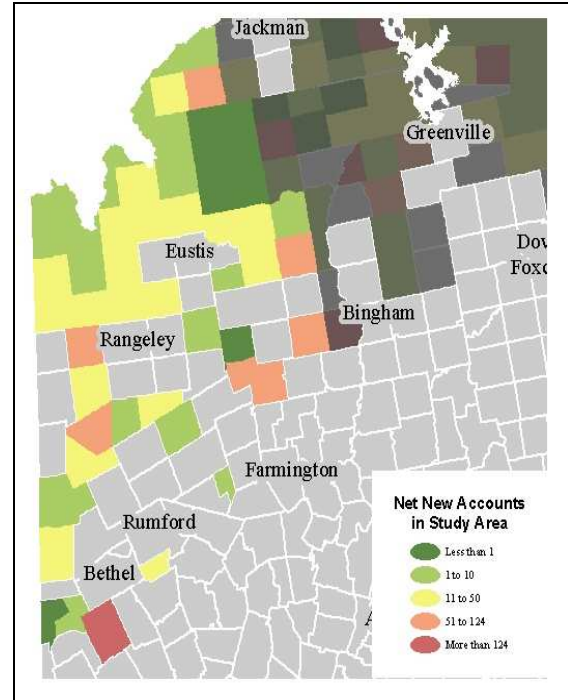 Jackman
Greenville
Eustis
Dov
Foxc
Bingham
Rangeley
Farmington
Rumford
Bethel
A
Net New Accounts
in Study Area
Less than 1
1 to 10
11 to 50
51 to 124
More than 124